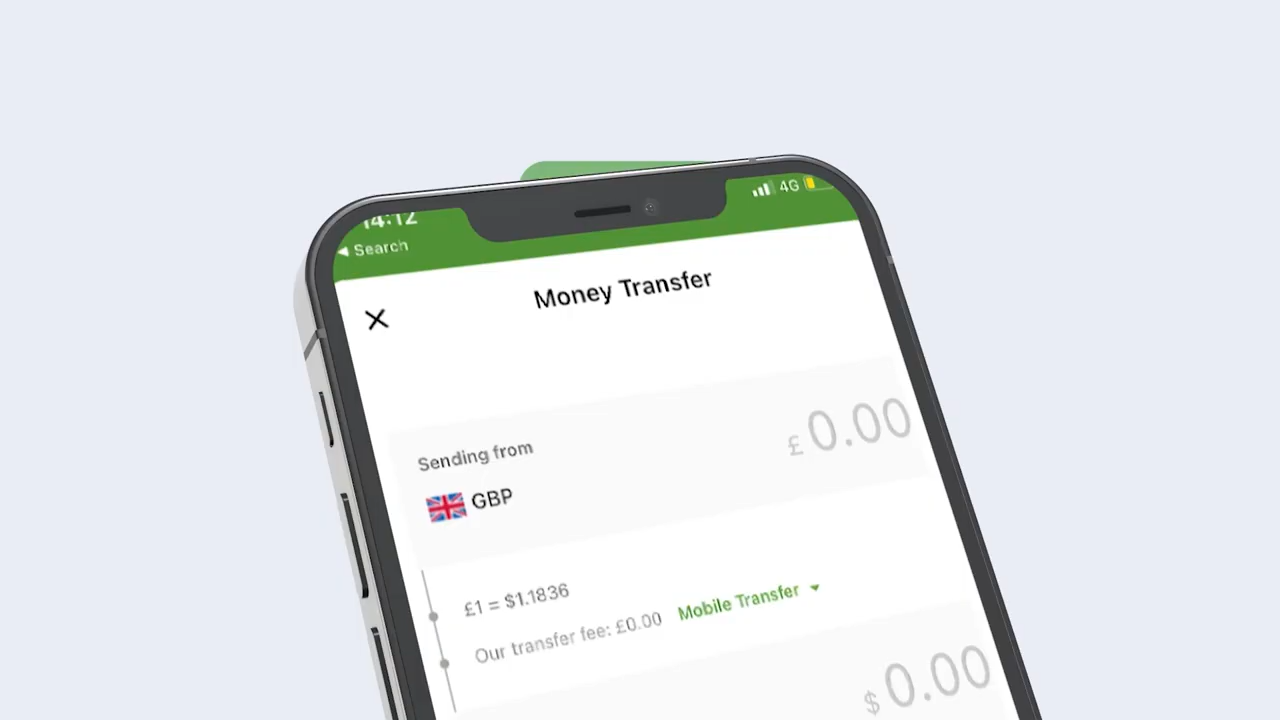 14:12
4G
◀ Search
Money Transfer
£ 0.00
Sending from
GBP
£1 = $1.1836
Our transfer fee: £0.00 Mobile Transfer
$ 0.00